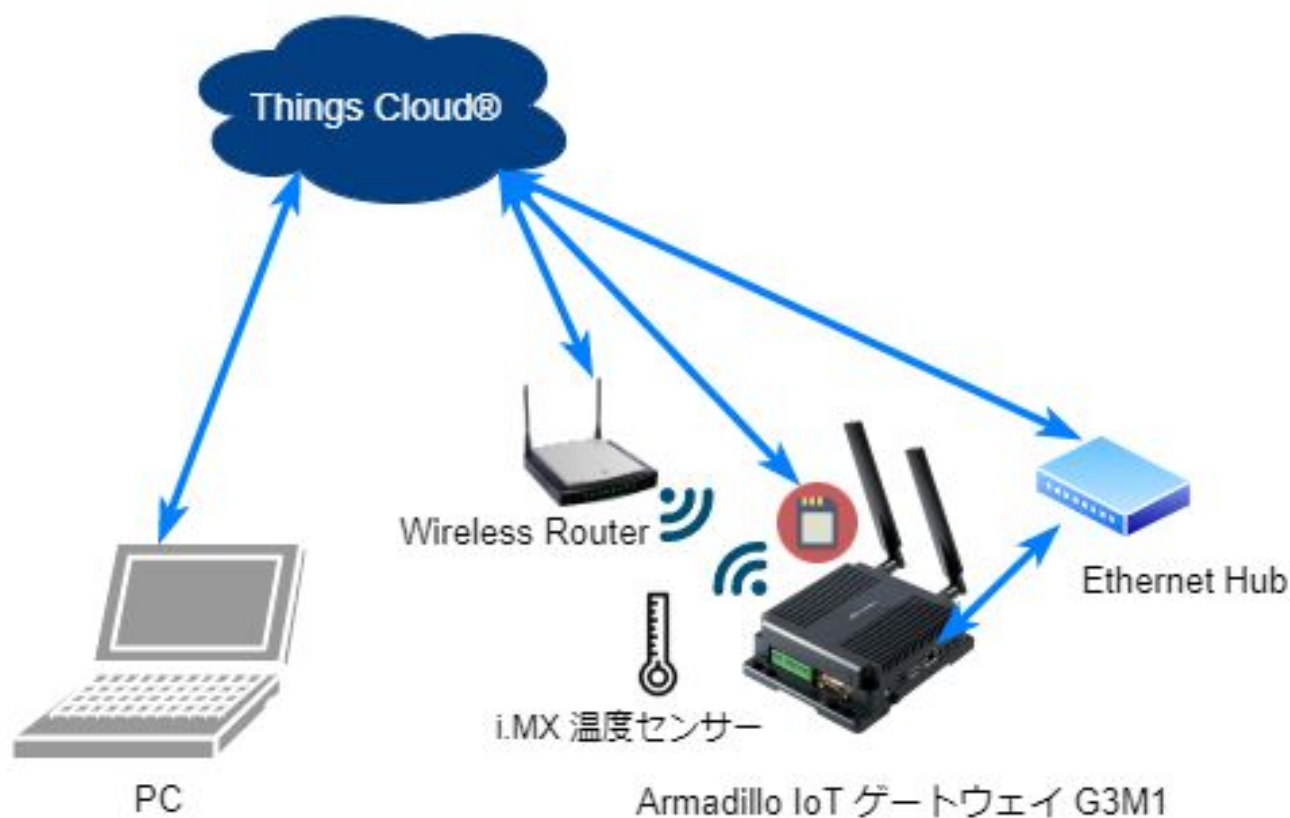 Things Cloud®
Wireless Router
Ethernet Hub
i.MX 温度センサー
PC
Armadillo IoT ゲートウェイ G3M1